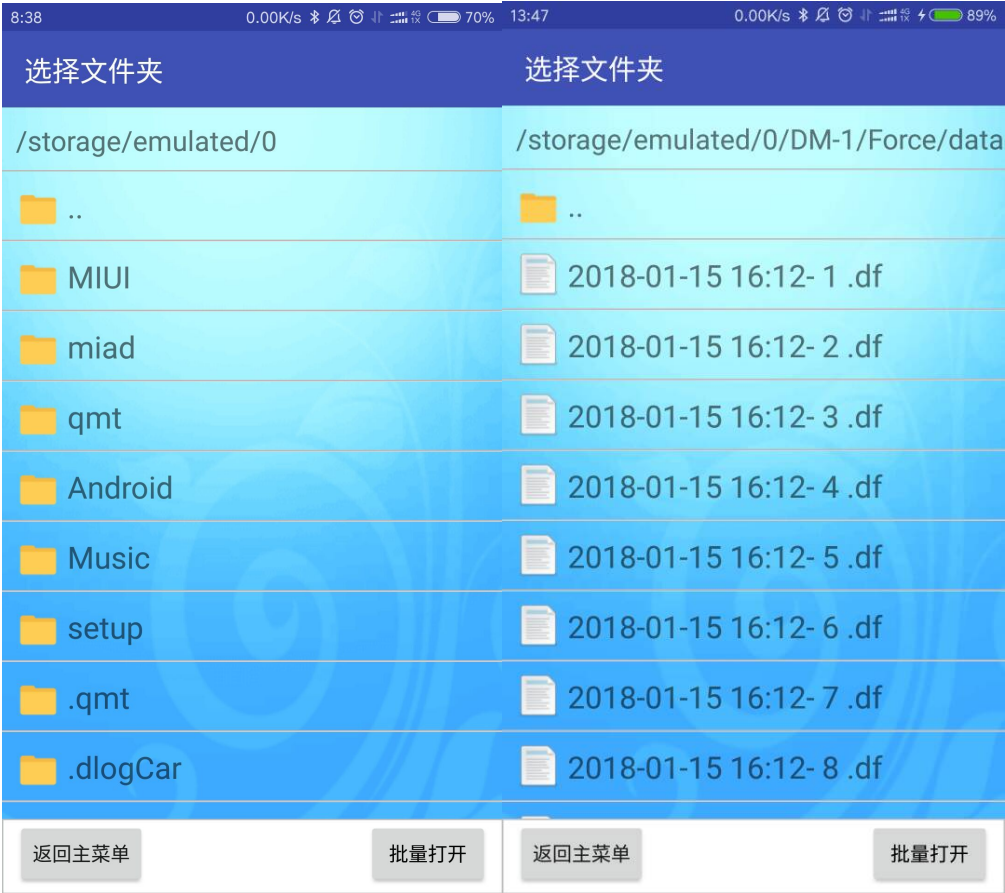 8:38 0.00K/s 4G 1X 70%
选择文件夹
/storage/emulated/0
..
MIUI
miad
qmt
Android
Music
setup
.qmt
.dlogCar
返回主菜单 批量打开
13:47 0.00K/s 4G 1X 89%
选择文件夹
/storage/emulated/0/DM-1/Force/data
..
2018-01-15 16:12- 1 .df
2018-01-15 16:12- 2 .df
2018-01-15 16:12- 3 .df
2018-01-15 16:12- 4 .df
2018-01-15 16:12- 5 .df
2018-01-15 16:12- 6 .df
2018-01-15 16:12- 7 .df
2018-01-15 16:12- 8 .df
返回主菜单 批量打开